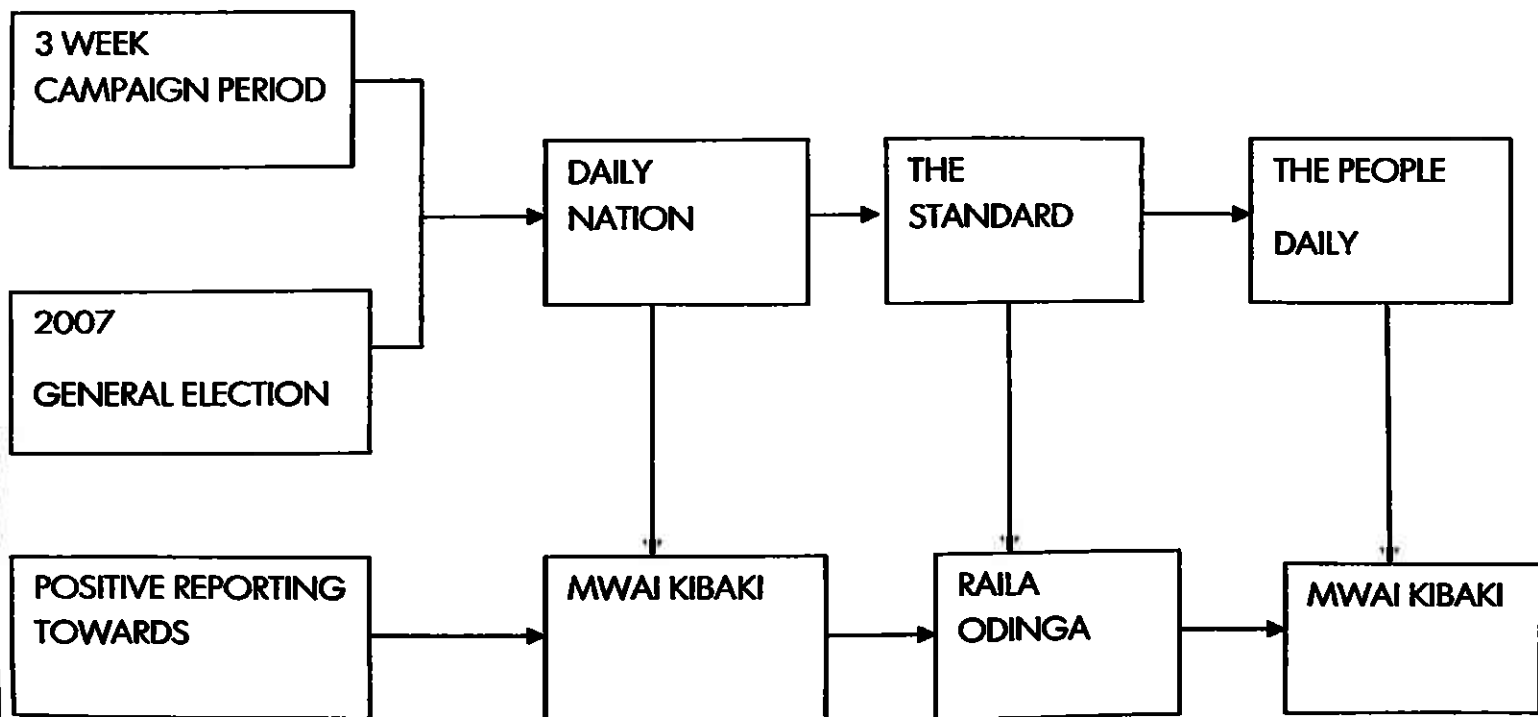 3 WEEK
CAMPAIGN PERIOD
DAILY
NATION
THE
STANDARD
THE PEOPLE
DAILY
2007
GENERAL ELECTION
POSITIVE REPORTING
TOWARDS
MWAI KIBAKI
RAILA
ODINGA
MWAI KIBAKI